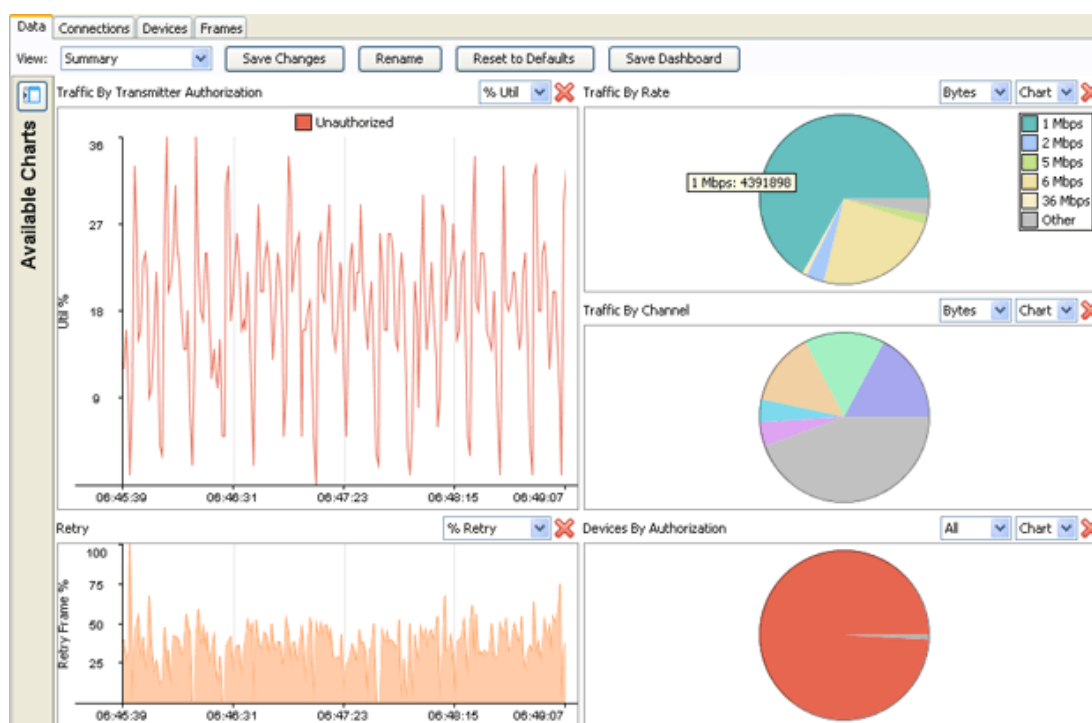 Data Connections Devices Frames
View: Summary Save Changes Rename Reset to Defaults Save Dashboard
Available Charts
Traffic By Transmitter Authorization % Util
Unauthorized
36
27
18
9
Util %
06:45:39 06:46:31 06:47:23 06:48:15 06:49:07
Retry % Retry
100
75
50
25
Retry Frame %
06:45:39 06:46:31 06:47:23 06:48:15 06:49:07
Traffic By Rate Bytes Chart
1 Mbps: 4391898
1 Mbps
2 Mbps
5 Mbps
6 Mbps
36 Mbps
Other
Traffic By Channel Bytes Chart
Devices By Authorization All Chart